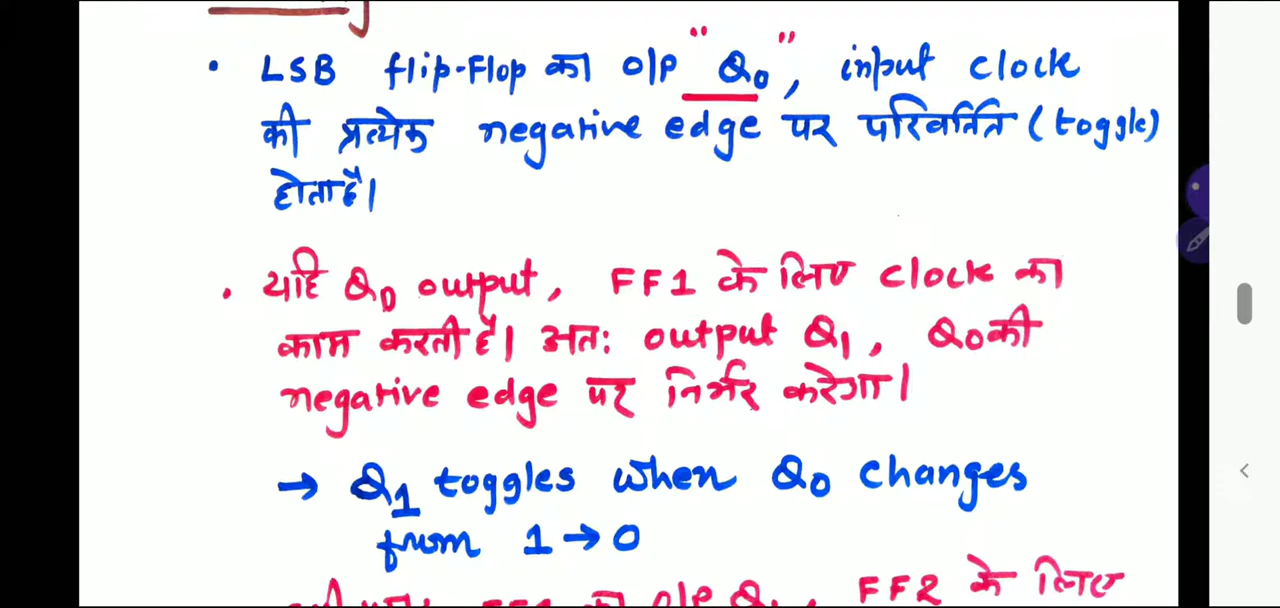 • LSB flip-Flop का o/p "Q₀", input clock
की प्रत्येक negative edge पर परिवर्तित (toggle)
होता है।
• यदि Q₀ output, FF1 के लिए clock का
काम करती है। अतः output Q₁, Q₀ की
negative edge पर निर्भर करेगा।
→ Q₁ toggles when Q₀ changes
from 1 → 0
FF2 के लिए